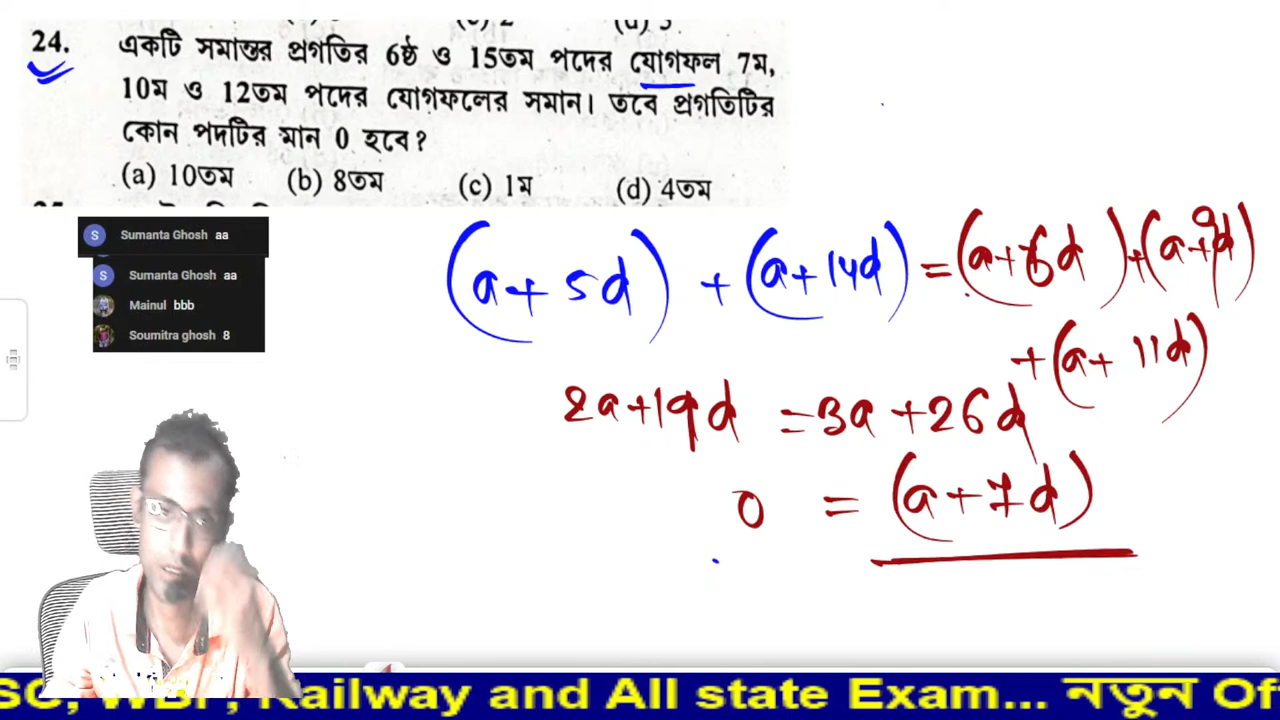 24. একটি সমান্তর প্রগতির 6ষ্ঠ ও 15তম পদের যোগফল 7ম,
10ম ও 12তম পদের যোগফলের সমান। তবে প্রগতিটির
কোন পদটির মান 0 হবে?
(a) 10তম (b) 8তম (c) 1ম (d) 4তম
S Sumanta Ghosh aa
S Sumanta Ghosh aa
Mainul bbb
Soumitra ghosh 8
(a+5d) + (a+14d) = (a+6d) + (a+9d)
+ (a+11d)
2a+19d = 3a+26d
0 = (a+7d)
Railway and All state Exam... নতুন Of